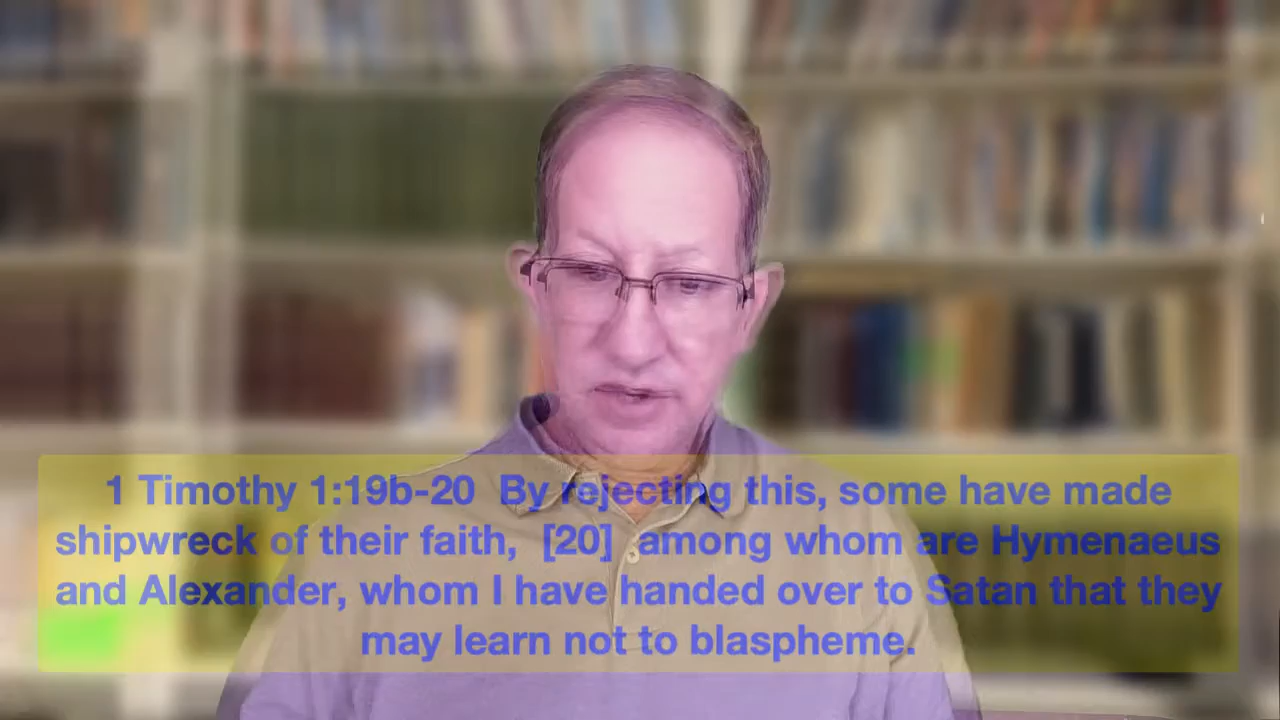 1 Timothy 1:19b-20  By rejecting this, some have made
shipwreck of their faith,  [20]  among whom are Hymenaeus
and Alexander, whom I have handed over to Satan that they
may learn not to blaspheme.